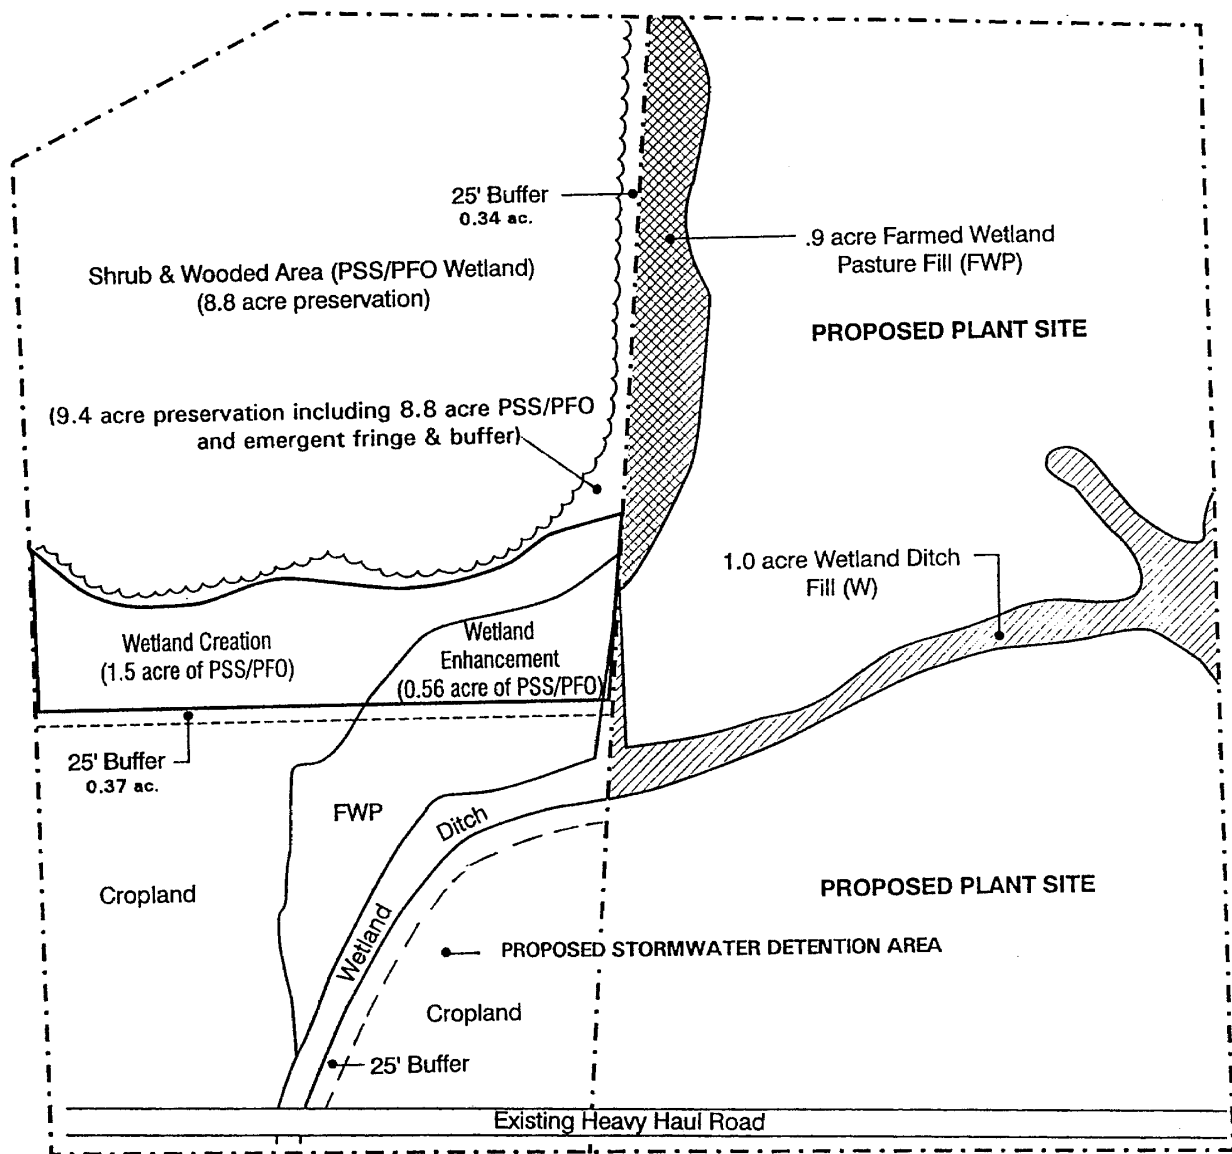 25' Buffer
0.34 ac.
.9 acre Farmed Wetland
Pasture Fill (FWP)
Shrub & Wooded Area (PSS/PFO Wetland)
(8.8 acre preservation)
PROPOSED PLANT SITE
(9.4 acre preservation including 8.8 acre PSS/PFO
and emergent fringe & buffer)
1.0 acre Wetland Ditch
Fill (W)
Wetland Creation
(1.5 acre of PSS/PFO)
Wetland
Enhancement
(0.56 acre of PSS/PFO)
25' Buffer
0.37 ac.
FWP
Ditch
Cropland
PROPOSED PLANT SITE
Wetland
PROPOSED STORMWATER DETENTION AREA
Cropland
25' Buffer
Existing Heavy Haul Road